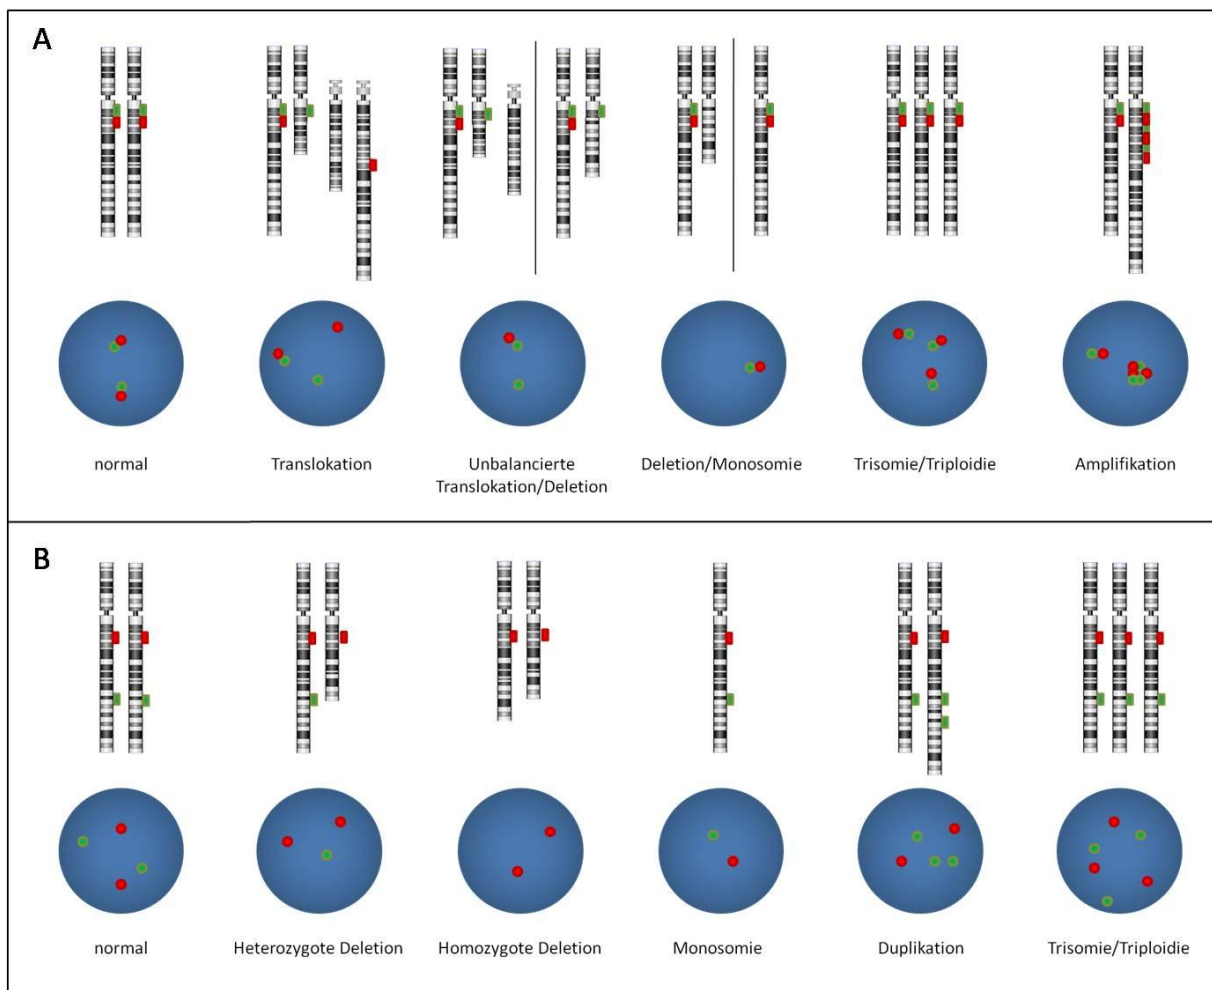 A
normal
Translokation
Unbalancierte
Translokation/Deletion
Deletion/Monosomie
Trisomie/Triploidie
Amplifikation
B
normal
Heterozygote Deletion
Homozygote Deletion
Monosomie
Duplikation
Trisomie/Triploidie